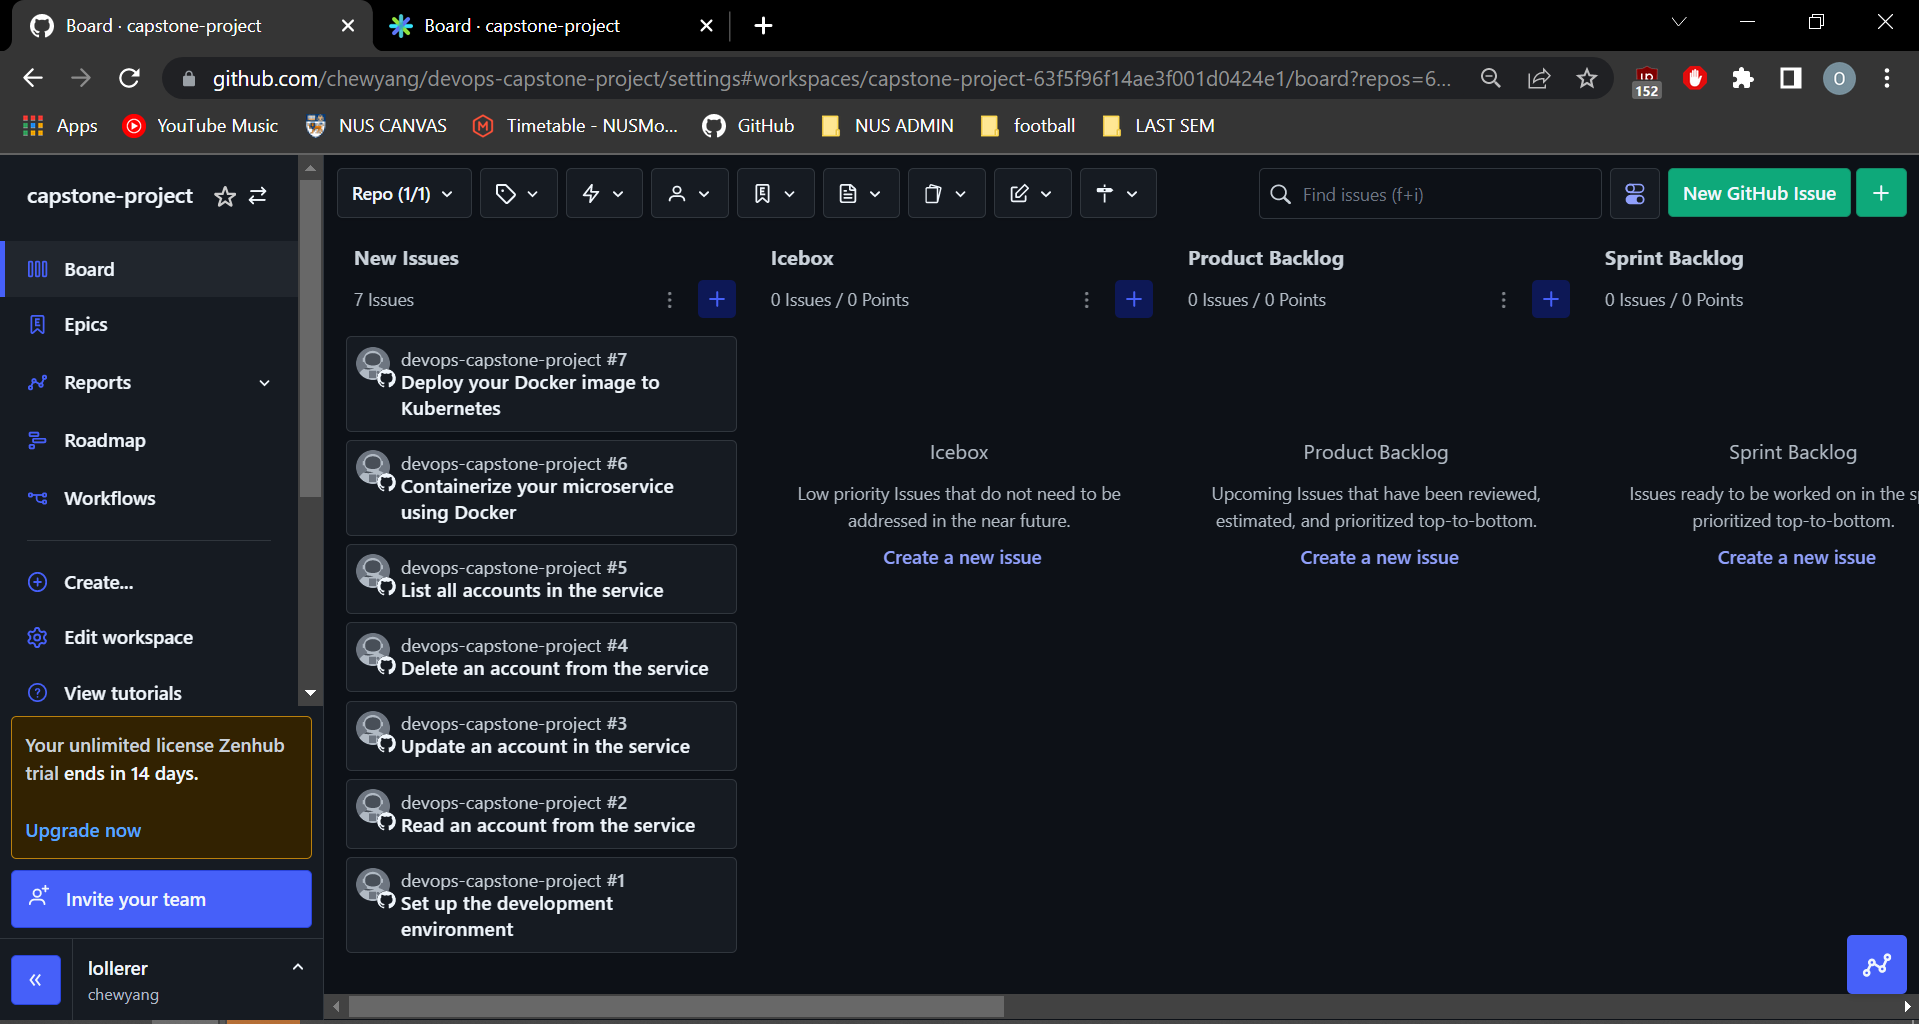 Board · capstone-project
Board · capstone-project
github.com/chewyang/devops-capstone-project/settings#workspaces/capstone-project-63f5f96f14ae3f001d0424e1/board?repos=6...
152
O
Apps
YouTube Music
NUS CANVAS
Timetable - NUSMo...
GitHub
NUS ADMIN
football
LAST SEM
capstone-project
Board
Epics
Reports
Roadmap
Workflows
Create...
Edit workspace
View tutorials
Your unlimited license Zenhub
trial ends in 14 days.
Upgrade now
Invite your team
lollerer
chewyang
Repo (1/1)
Find issues (f+i)
New GitHub Issue
New Issues
7 Issues
devops-capstone-project #7
Deploy your Docker image to
Kubernetes
devops-capstone-project #6
Containerize your microservice
using Docker
devops-capstone-project #5
List all accounts in the service
devops-capstone-project #4
Delete an account from the service
devops-capstone-project #3
Update an account in the service
devops-capstone-project #2
Read an account from the service
devops-capstone-project #1
Set up the development
environment
Icebox
0 Issues / 0 Points
Icebox
Low priority Issues that do not need to be
addressed in the near future.
Create a new issue
Product Backlog
0 Issues / 0 Points
Product Backlog
Upcoming Issues that have been reviewed,
estimated, and prioritized top-to-bottom.
Create a new issue
Sprint Backlog
0 Issues / 0 Points
Sprint Backlog
Issues ready to be worked on in the s
prioritized top-to-bottom.
Create a new issue